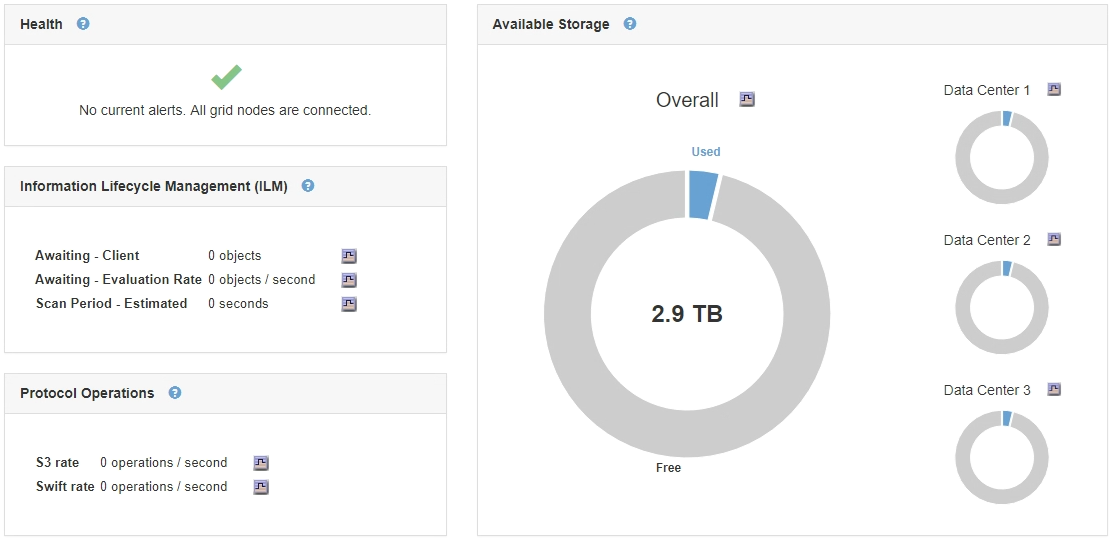 Health
No current alerts. All grid nodes are connected.
Information Lifecycle Management (ILM)
Awaiting - Client 0 objects
Awaiting - Evaluation Rate 0 objects / second
Scan Period - Estimated 0 seconds
Protocol Operations
S3 rate 0 operations / second
Swift rate 0 operations / second
Available Storage
Overall
Used
2.9 TB
Free
Data Center 1
Data Center 2
Data Center 3